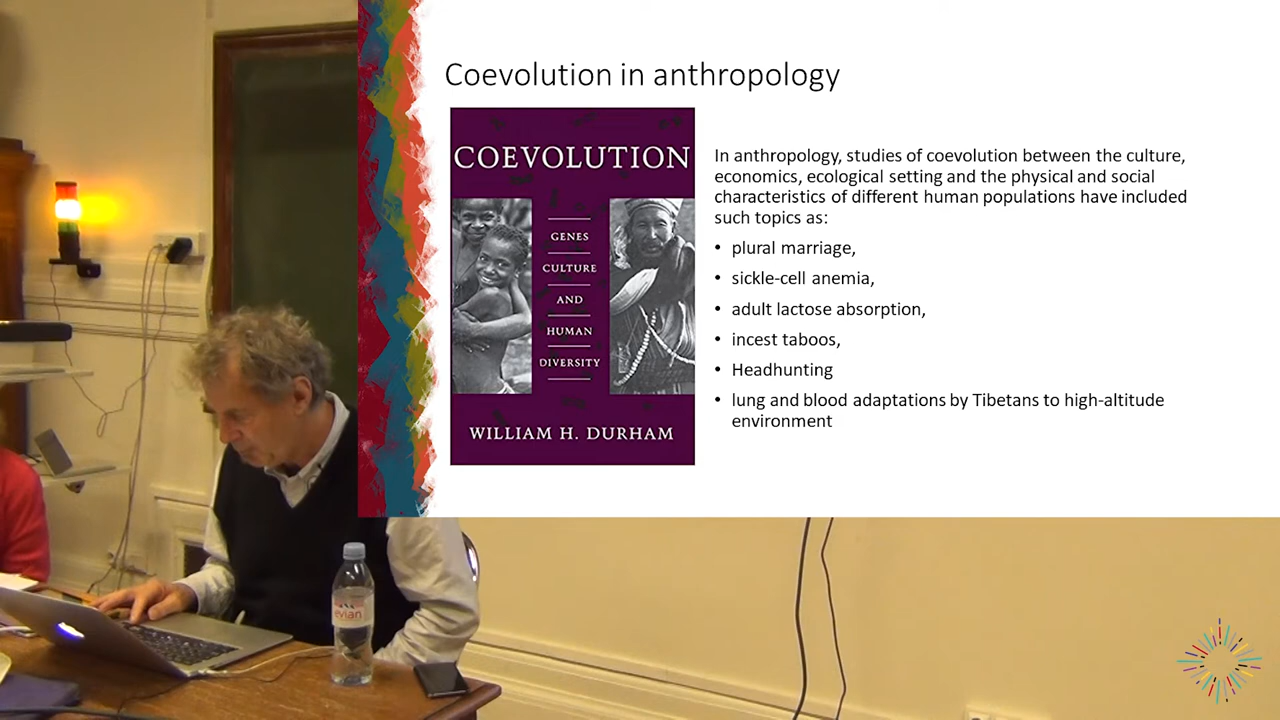 Coevolution in anthropology
COEVOLUTION
GENES
CULTURE
AND
HUMAN
DIVERSITY
WILLIAM H. DURHAM
In anthropology, studies of coevolution between the culture,
economics, ecological setting and the physical and social
characteristics of different human populations have included
such topics as:
• plural marriage,
• sickle-cell anemia,
• adult lactose absorption,
• incest taboos,
• Headhunting
• lung and blood adaptations by Tibetans to high-altitude
environment
evian